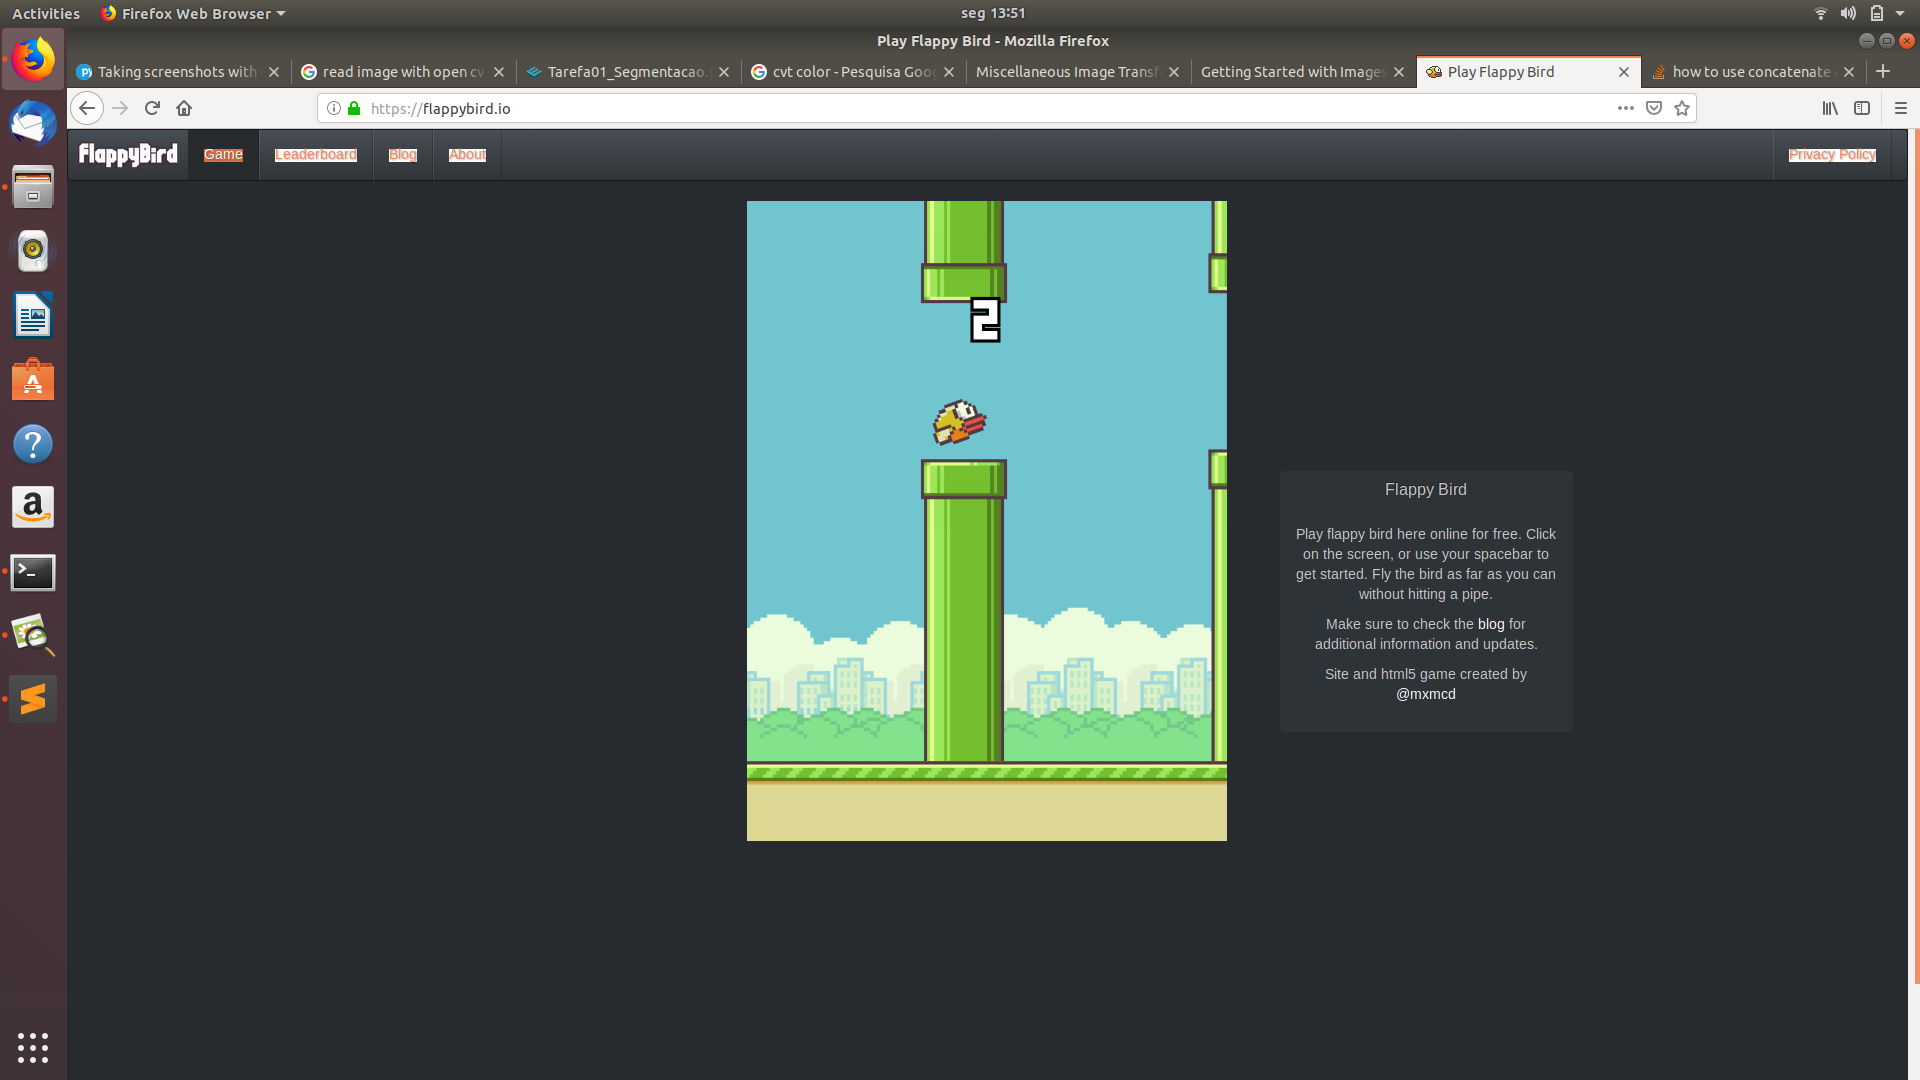 Activities
Firefox Web Browser
seg 13:51
Play Flappy Bird - Mozilla Firefox
Taking screenshots with
read image with open cv
Tarefa01_Segmentacao.
cvt color - Pesquisa Goog
Miscellaneous Image Transf
Getting Started with Images
Play Flappy Bird
how to use concatenate
https://flappybird.io
FlappyBird
Game
Leaderboard
Blog
About
Privacy Policy
2
Flappy Bird
Play flappy bird here online for free. Click
on the screen, or use your spacebar to
get started. Fly the bird as far as you can
without hitting a pipe.
Make sure to check the blog for
additional information and updates.
Site and html5 game created by
@mxmcd